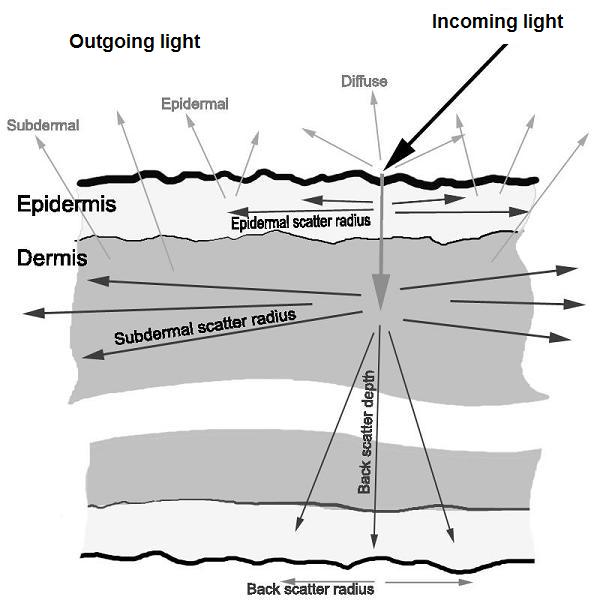 Incoming light
Outgoing light
Diffuse
Epidermal
Subdermal
Epidermis
Epidermal scatter radius
Dermis
Subdermal scatter radius
Back scatter depth
Back scatter radius